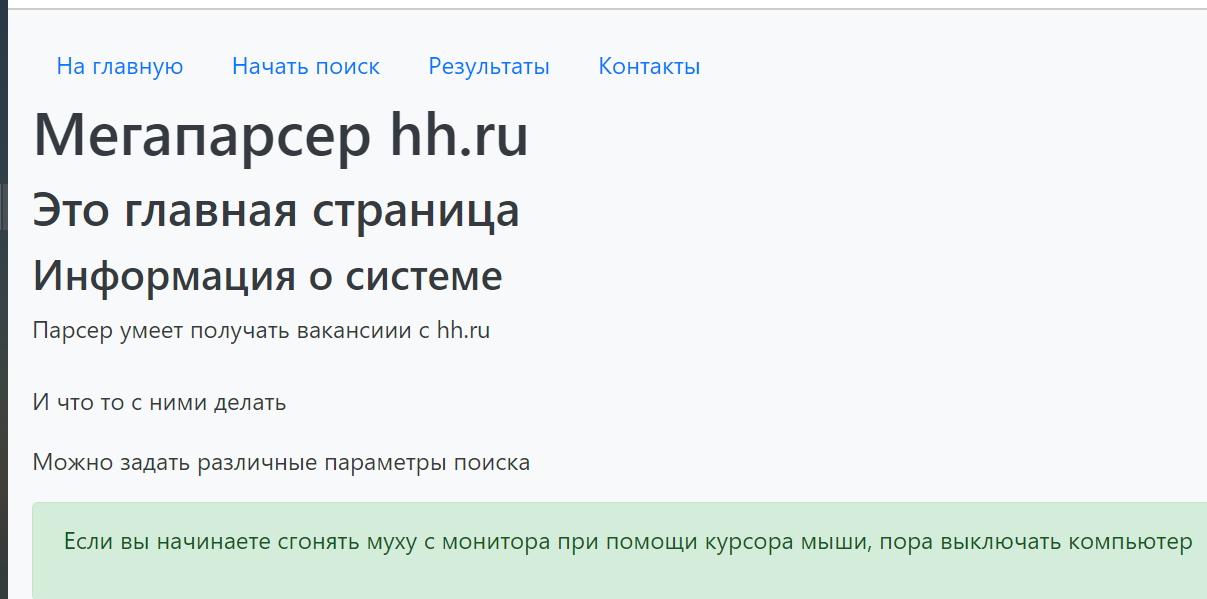 На главную Начать поиск Результаты Контакты
Мегапарсер hh.ru
Это главная страница
Информация о системе
Парсер умеет получать вакансиии с hh.ru
И что то с ними делать
Можно задать различные параметры поиска
Если вы начинаете сгонять муху с монитора при помощи курсора мыши, пора выключать компьютер